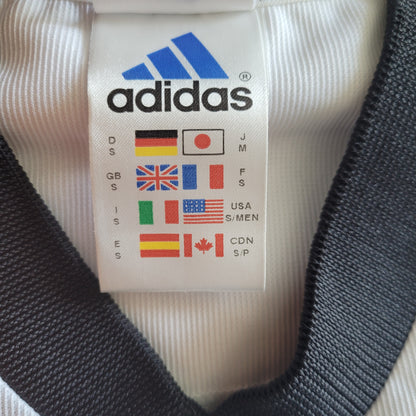 adidas ®
D J
S M
GB F
S S
I USA
S S/MEN
E CDN
S S/P